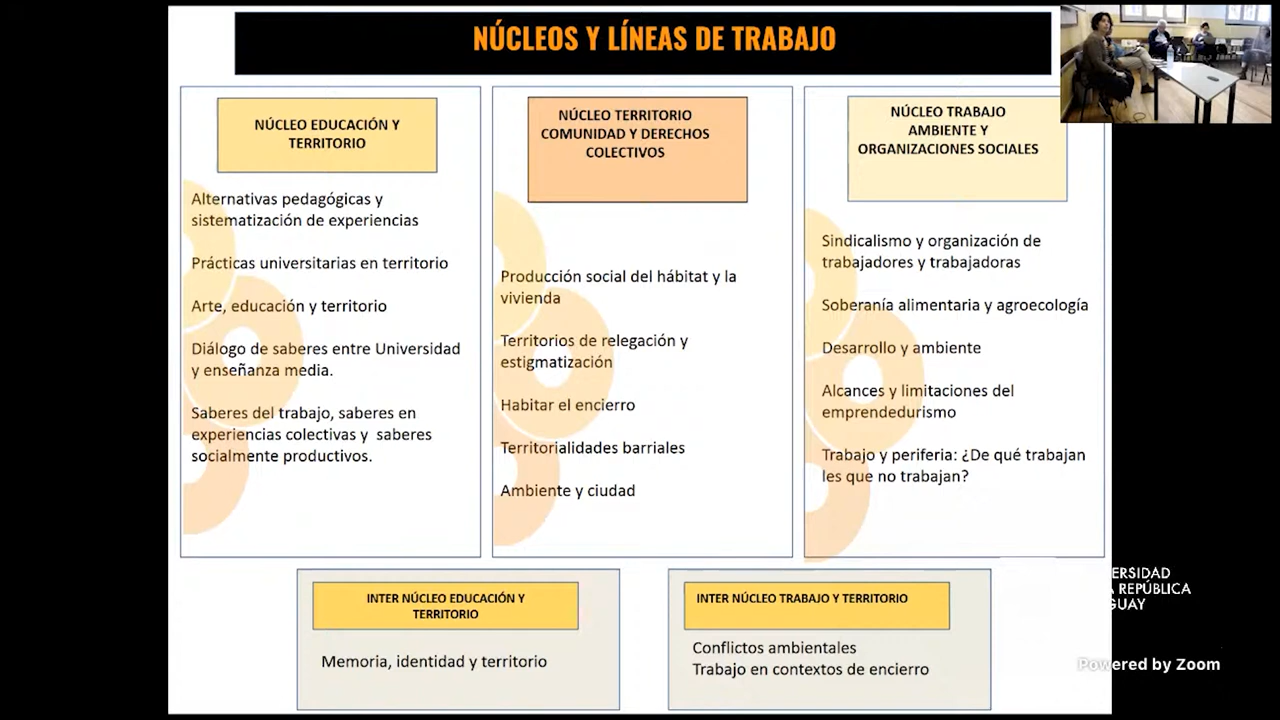 NÚCLEOS Y LÍNEAS DE TRABAJO
NÚCLEO EDUCACIÓN Y
TERRITORIO
Alternativas pedagógicas y
sistematización de experiencias
Prácticas universitarias en territorio
Arte, educación y territorio
Diálogo de saberes entre Universidad
y enseñanza media.
Saberes del trabajo, saberes en
experiencias colectivas y saberes
socialmente productivos.
NÚCLEO TERRITORIO
COMUNIDAD Y DERECHOS
COLECTIVOS
Producción social del hábitat y la
vivienda
Territorios de relegación y
estigmatización
Habitar el encierro
Territorialidades barriales
Ambiente y ciudad
NÚCLEO TRABAJO
AMBIENTE Y
ORGANIZACIONES SOCIALES
Sindicalismo y organización de
trabajadores y trabajadoras
Soberanía alimentaria y agroecología
Desarrollo y ambiente
Alcances y limitaciones del
emprendedurismo
Trabajo y periferia: ¿De qué trabajan
les que no trabajan?
INTER NÚCLEO EDUCACIÓN Y
TERRITORIO
Memoria, identidad y territorio
INTER NÚCLEO TRABAJO Y TERRITORIO
Conflictos ambientales
Trabajo en contextos de encierro
ERSIDAD
A REPÚBLICA
GUAY
Powered by Zoom